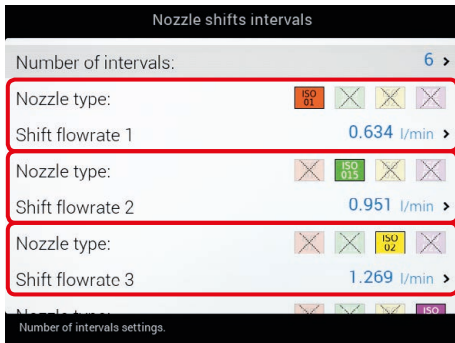 Nozzle shifts intervals
Number of intervals: 6 >
Nozzle type: ISO 01
Shift flowrate 1 0.634 l/min >
Nozzle type: ISO 015
Shift flowrate 2 0.951 l/min >
Nozzle type: ISO 02
Shift flowrate 3 1.269 l/min >
Nozzle type: ISO
Number of intervals settings.